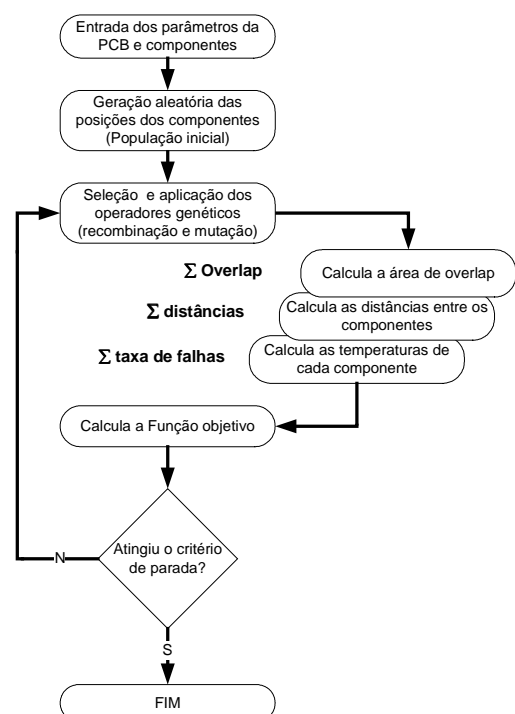 Entrada dos parâmetros da
PCB e componentes
Geração aleatória das
posições dos componentes
(População inicial)
Seleção e aplicação dos
operadores genéticos
(recombinação e mutação)
Σ Overlap
Calcula a área de overlap
Σ distâncias
Calcula as distâncias entre os
componentes
Σ taxa de falhas
Calcula as temperaturas de
cada componente
Calcula a Função objetivo
Atingiu o critério
de parada?
N
S
FIM